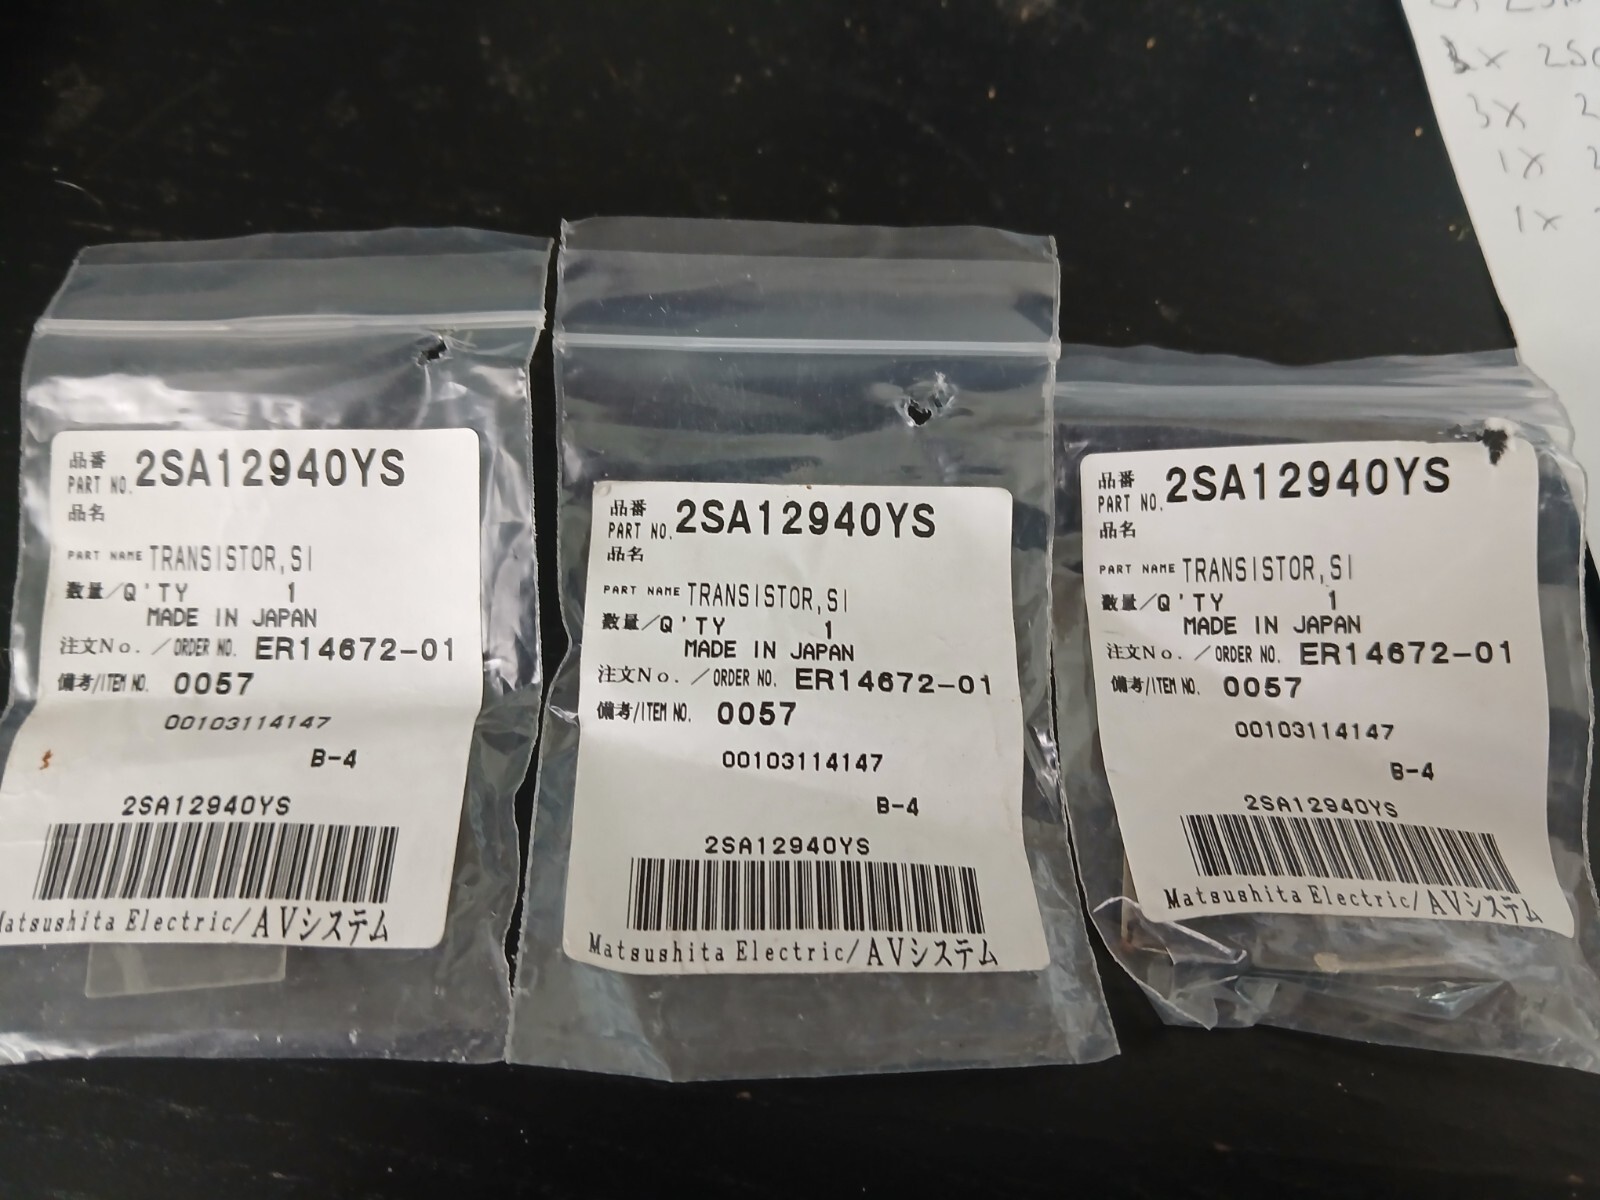 品番
PART NO. 2SA12940YS
品名
PART NAME TRANSISTOR,SI
数量/Q'TY 1
MADE IN JAPAN
注文No. /ORDER NO. ER14672-01
備考/ITEM NO. 0057
00103114147
B-4
2SA12940YS
Matsushita Electric/AVシステム
品番
PART NO. 2SA12940YS
品名
PART NAME TRANSISTOR,SI
数量/Q'TY 1
MADE IN JAPAN
注文No. /ORDER NO. ER14672-01
備考/ITEM NO. 0057
00103114147
B-4
2SA12940YS
Matsushita Electric/AVシステム
品番
PART NO. 2SA12940YS
品名
PART NAME TRANSISTOR,SI
数量/Q'TY 1
MADE IN JAPAN
注文No. /ORDER NO. ER14672-01
備考/ITEM NO. 0057
00103114147
B-4
2SA12940YS
Matsushita Electric/AVシステム
3X
1X
1X